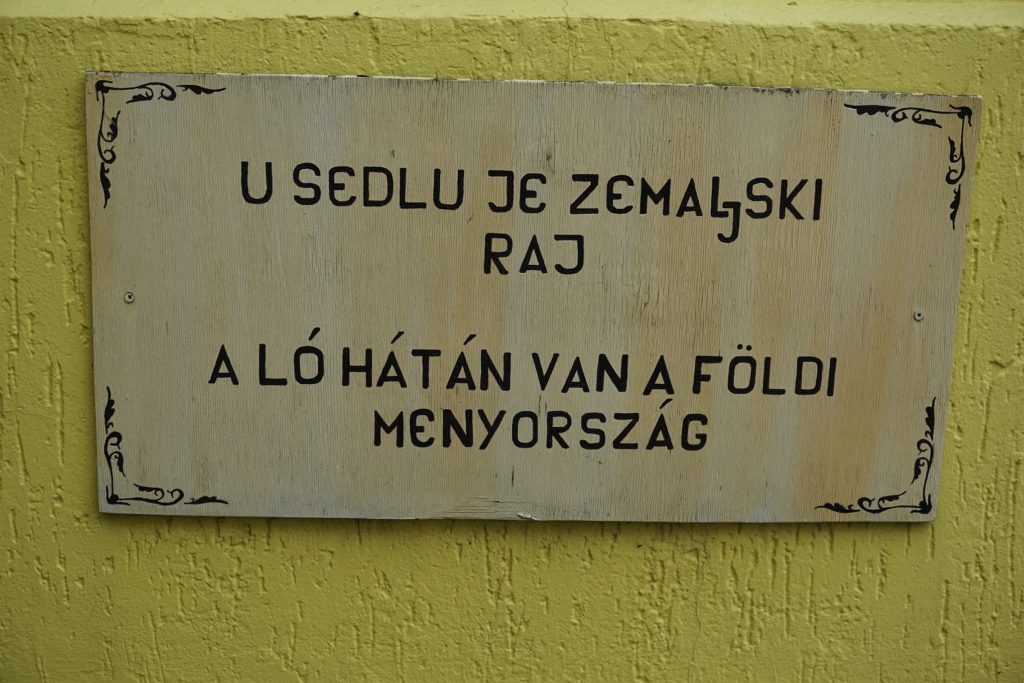 U SEDLU JE ZEMALJSKI
RAJ
A LÓ HÁTÁN VAN A FÖLDI
MENYORSZÁG